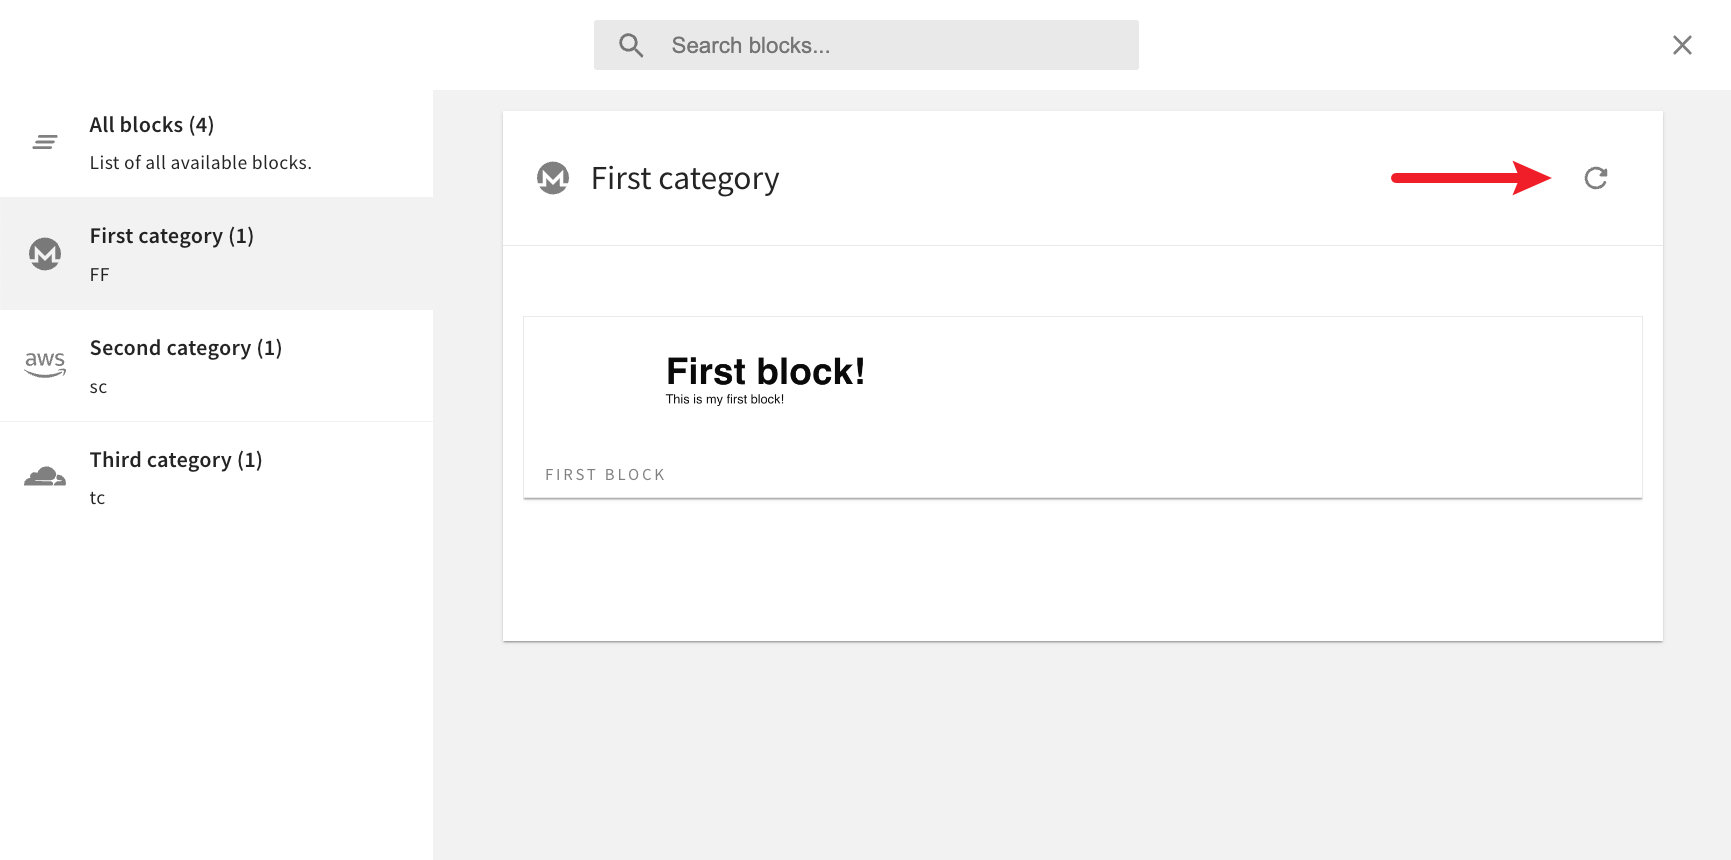 Search blocks...
All blocks (4)
List of all available blocks.
First category (1)
FF
aws
Second category (1)
sc
Third category (1)
tc
First category
First block!
This is my first block!
FIRST BLOCK